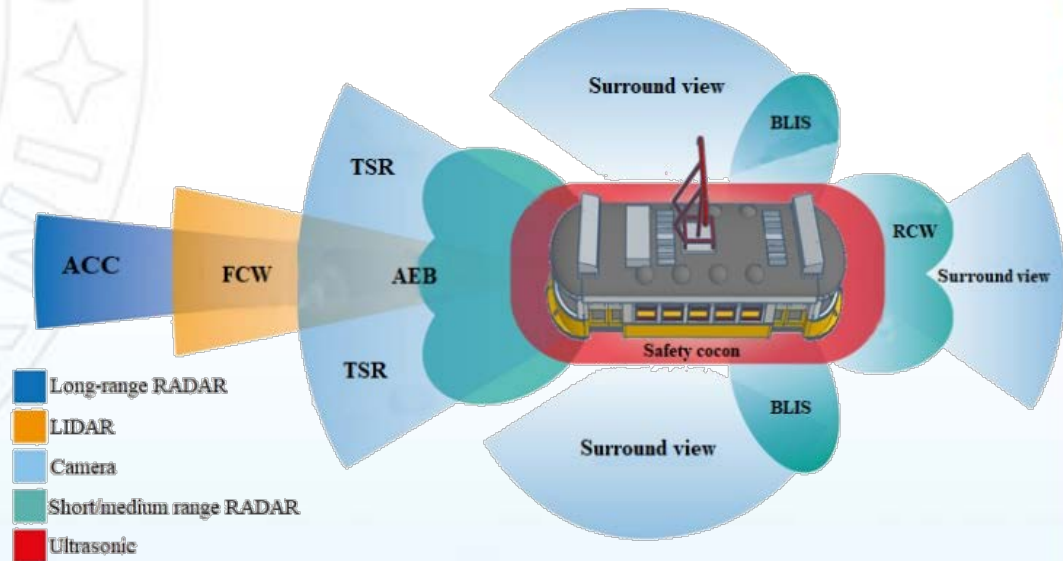 Surround view
BLIS
TSR
RCW
ACC
FCW
AEB
Surround view
Safety cocon
TSR
BLIS
Surround view
Long-range RADAR
LIDAR
Camera
Short/medium range RADAR
Ultrasonic